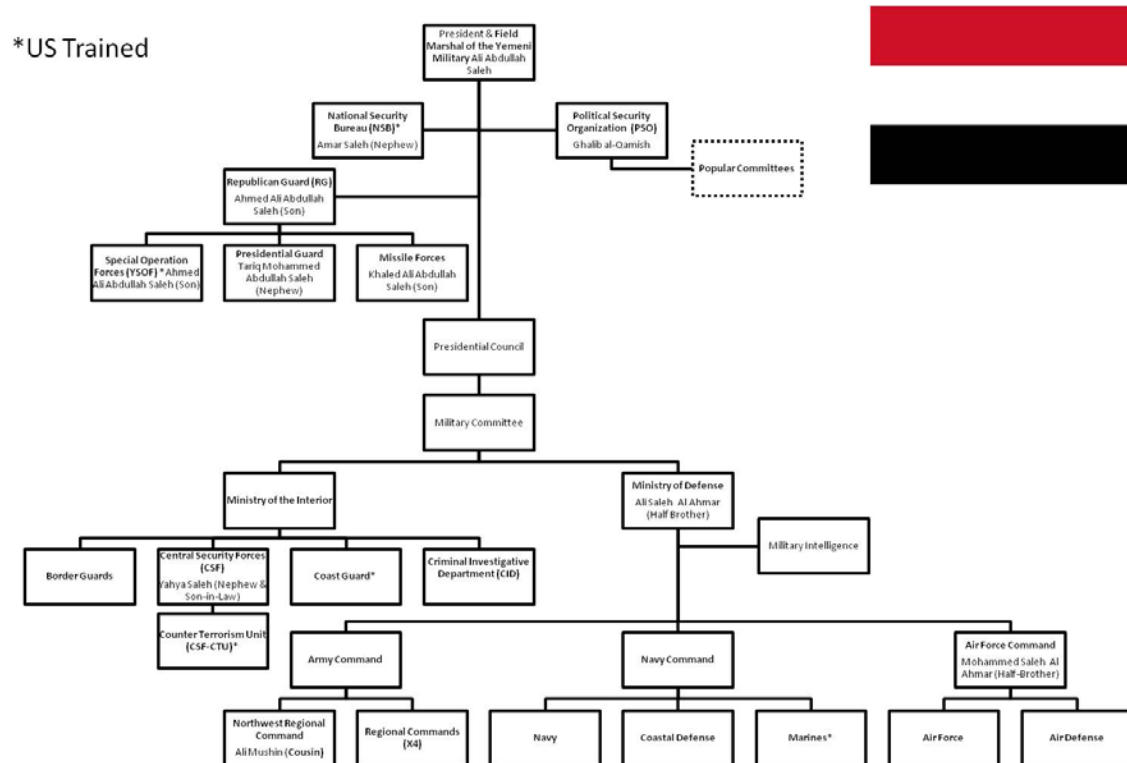 *US Trained
President & Field
Marshal of the Yemeni
Military Ali Abdullah
Saleh
National Security
Bureau (NSB)*
Amar Saleh (Nephew)
Political Security
Organization (PSO)
Ghalib al-Qamish
Popular Committees
Republican Guard (RG)
Ahmed Ali Abdullah
Saleh (Son)
Special Operation
Forces (YSOF) *Ahmed
Ali Abdullah Saleh (Son)
Presidential Guard
Tariq Mohammed
Abdullah Saleh
(Nephew)
Missile Forces
Khaled Ali Abdullah
Saleh (Son)
Presidential Council
Military Committee
Ministry of the Interior
Ministry of Defense
Ali Saleh Al Ahmar
(Half Brother)
Military Intelligence
Border Guards
Central Security Forces
(CSF)
Yahya Saleh (Nephew &
Son-in-Law)
Coast Guard*
Criminal Investigative
Department (CID)
Counter Terrorism Unit
(CSF-CTU)*
Army Command
Navy Command
Air Force Command
Mohammed Saleh Al
Ahmar (Half-Brother)
Northwest Regional
Command
Ali Mushin (Cousin)
Regional Commands
(X4)
Navy
Coastal Defense
Marines*
Air Force
Air Defense